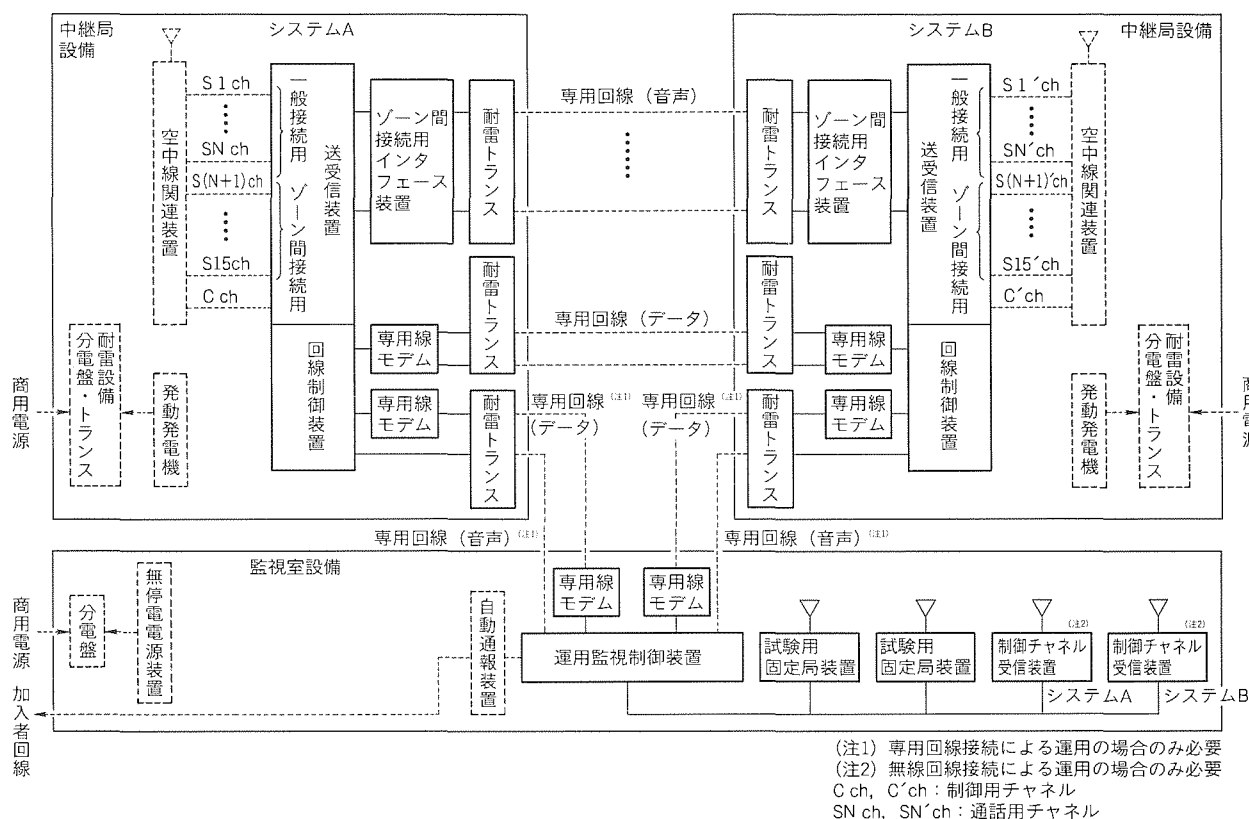 中継局
設備
システムA
空中線関連装置
S 1 ch
SN ch
S(N+1)ch
S15ch
C ch
一般接続用
ゾーン間接続用
送受信装置
ゾーン間
接続用
インタ
フェース
装置
耐雷トランス
耐雷トランス
耐雷トランス
回線制御装置
専用線
モデム
専用線
モデム
商用電源
耐雷設備
分電盤・トランス
発動発電機
専用回線（音声）
専用回線（データ）
専用回線(注1)
（データ）
専用回線(注1)
（データ）
専用回線（音声）(注1)
専用回線（音声）(注1)
システムB
中継局設備
耐雷トランス
ゾーン間
接続用
インタ
フェース
装置
送受信装置
一般接続用
ゾーン間接続用
S 1´ch
SN´ch
S(N+1)´ch
S15´ch
C´ch
空中線関連装置
耐雷トランス
耐雷トランス
専用線
モデム
専用線
モデム
回線制御装置
発動発電機
耐雷設備
分電盤・トランス
商用電源
監視室設備
商用電源
分電盤
無停電電源装置
加入者回線
自動通報装置
専用線
モデム
専用線
モデム
運用監視制御装置
試験用
固定局装置
試験用
固定局装置
(注2)
制御チャネル
受信装置
(注2)
制御チャネル
受信装置
システムA
システムB
(注1) 専用回線接続による運用の場合のみ必要
(注2) 無線回線接続による運用の場合のみ必要
C ch, C´ch：制御用チャネル
SN ch, SN´ch：通話用チャネル